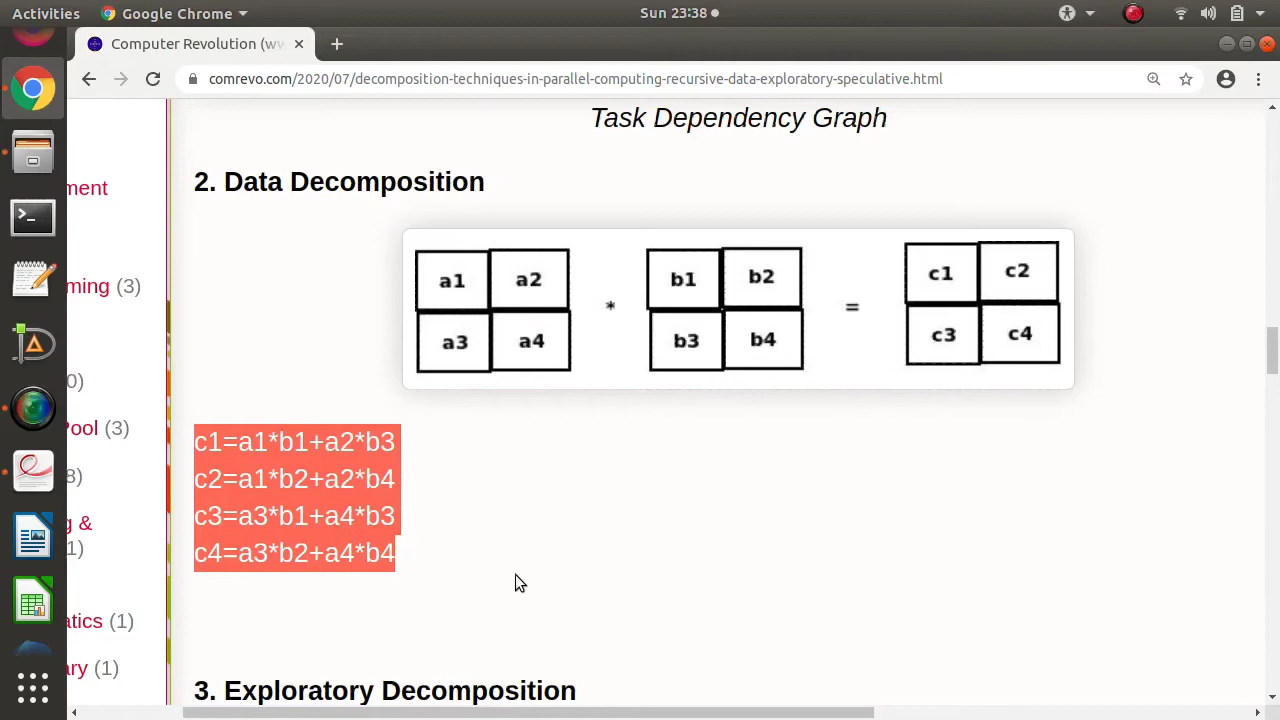 Activities Google Chrome Sun 23:38
Computer Revolution (ww
comrevo.com/2020/07/decomposition-techniques-in-parallel-computing-recursive-data-exploratory-speculative.html
Task Dependency Graph
2. Data Decomposition
a1 a2 b1 b2 c1 c2
* =
a3 a4 b3 b4 c3 c4
c1=a1*b1+a2*b3
c2=a1*b2+a2*b4
c3=a3*b1+a4*b3
c4=a3*b2+a4*b4
3. Exploratory Decomposition
ment
ming (3)
0)
Pool (3)
8)
g &
1)
atics (1)
ary (1)